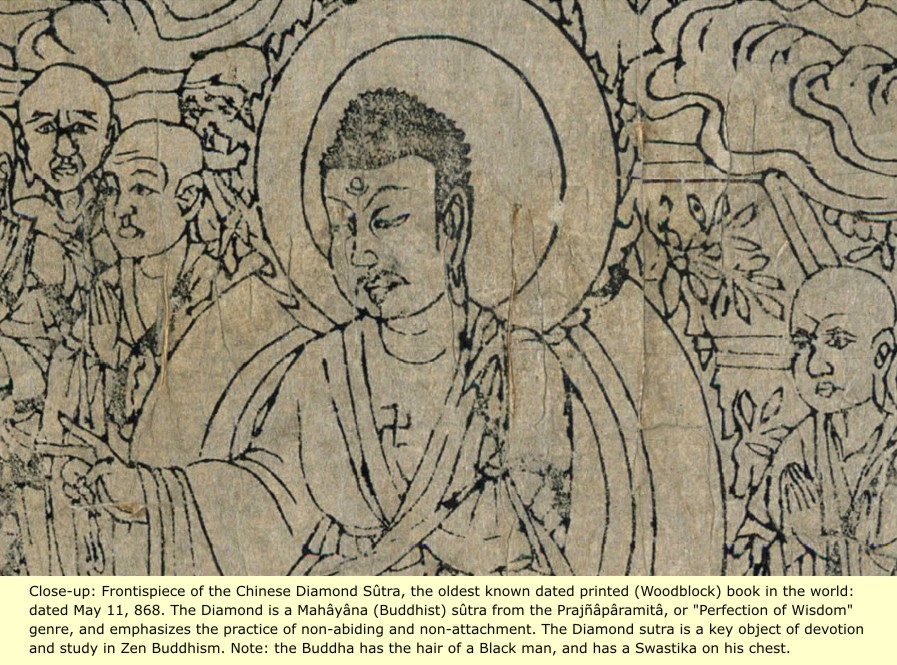 卍
Close-up: Frontispiece of the Chinese Diamond Sûtra, the oldest known dated printed (Woodblock) book in the world:
dated May 11, 868. The Diamond is a Mahâyâna (Buddhist) sûtra from the Prajñâpâramitâ, or "Perfection of Wisdom"
genre, and emphasizes the practice of non-abiding and non-attachment. The Diamond sutra is a key object of devotion
and study in Zen Buddhism. Note: the Buddha has the hair of a Black man, and has a Swastika on his chest.